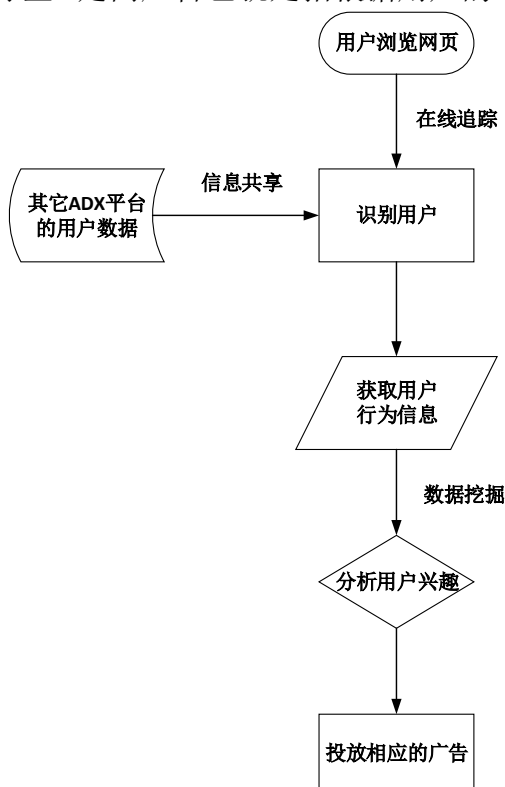 用户浏览网页
在线追踪
信息共享
其它ADX平台
的用户数据
识别用户
获取用户
行为信息
数据挖掘
分析用户兴趣
投放相应的广告